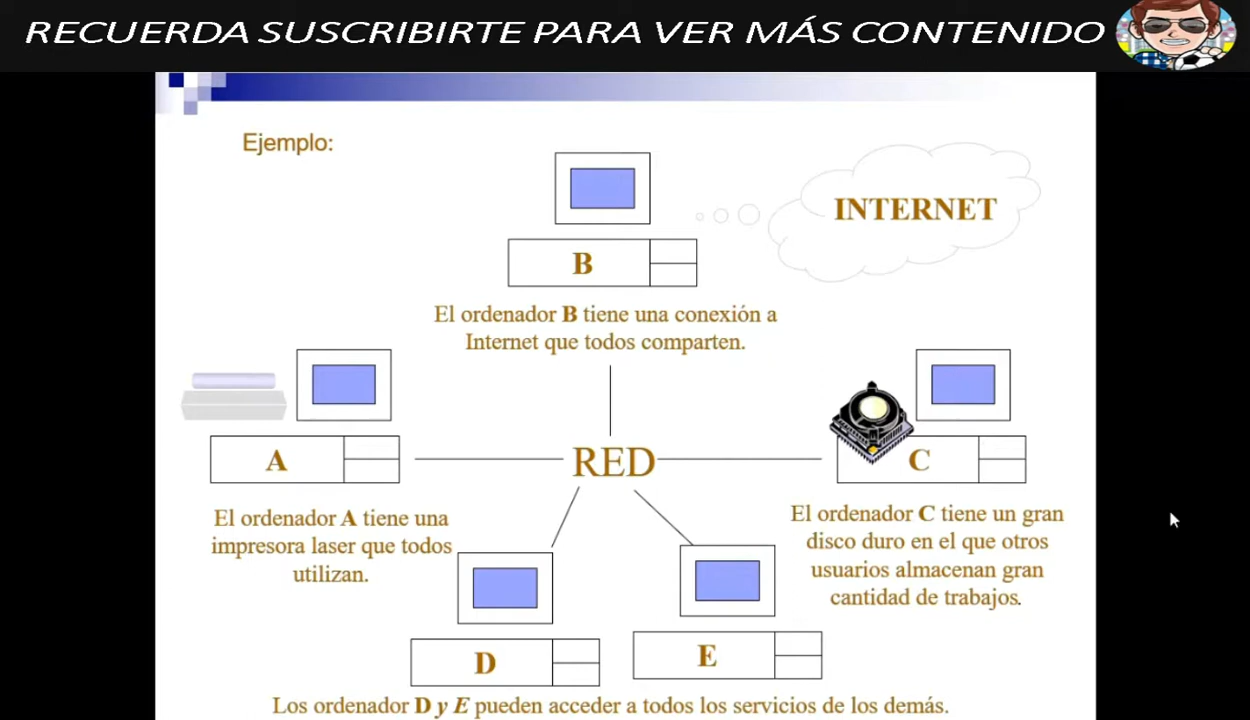 RECUERDA SUSCRIBIRTE PARA VER MÁS CONTENIDO
Ejemplo:
INTERNET
B
El ordenador B tiene una conexión a
Internet que todos comparten.
A
RED
C
El ordenador A tiene una
impresora laser que todos
utilizan.
El ordenador C tiene un gran
disco duro en el que otros
usuarios almacenan gran
cantidad de trabajos.
D
E
Los ordenador D y E pueden acceder a todos los servicios de los demás.